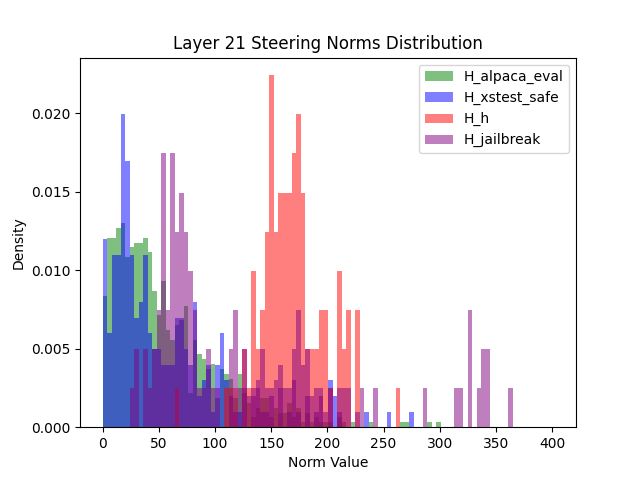 Layer 21 Steering Norms Distribution
H_alpaca_eval
H_xstest_safe
H_h
H_jailbreak
Density
0.020
0.015
0.010
0.005
0.000
0 50 100 150 200 250 300 350 400
Norm Value